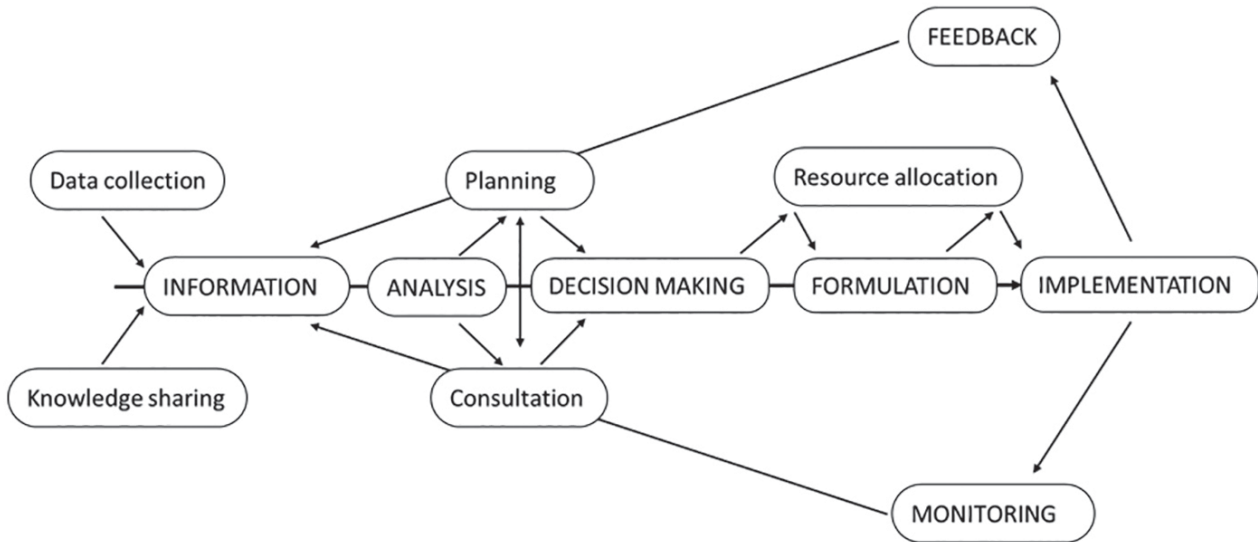 FEEDBACK
Data collection
Planning
Resource allocation
INFORMATION
ANALYSIS
DECISION MAKING
FORMULATION
IMPLEMENTATION
Knowledge sharing
Consultation
MONITORING